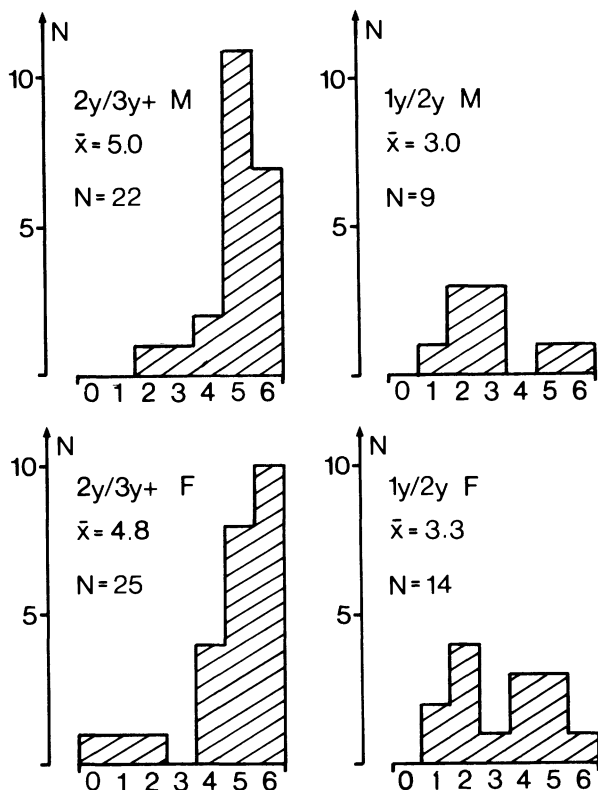 N
10
5
2y/3y+ M
x̄ = 5.0
N = 22
0 1 2 3 4 5 6
N
10
5
1y/2y M
x̄ = 3.0
N = 9
0 1 2 3 4 5 6
N
10
5
2y/3y+ F
x̄ = 4.8
N = 25
0 1 2 3 4 5 6
N
10
5
1y/2y F
x̄ = 3.3
N = 14
0 1 2 3 4 5 6